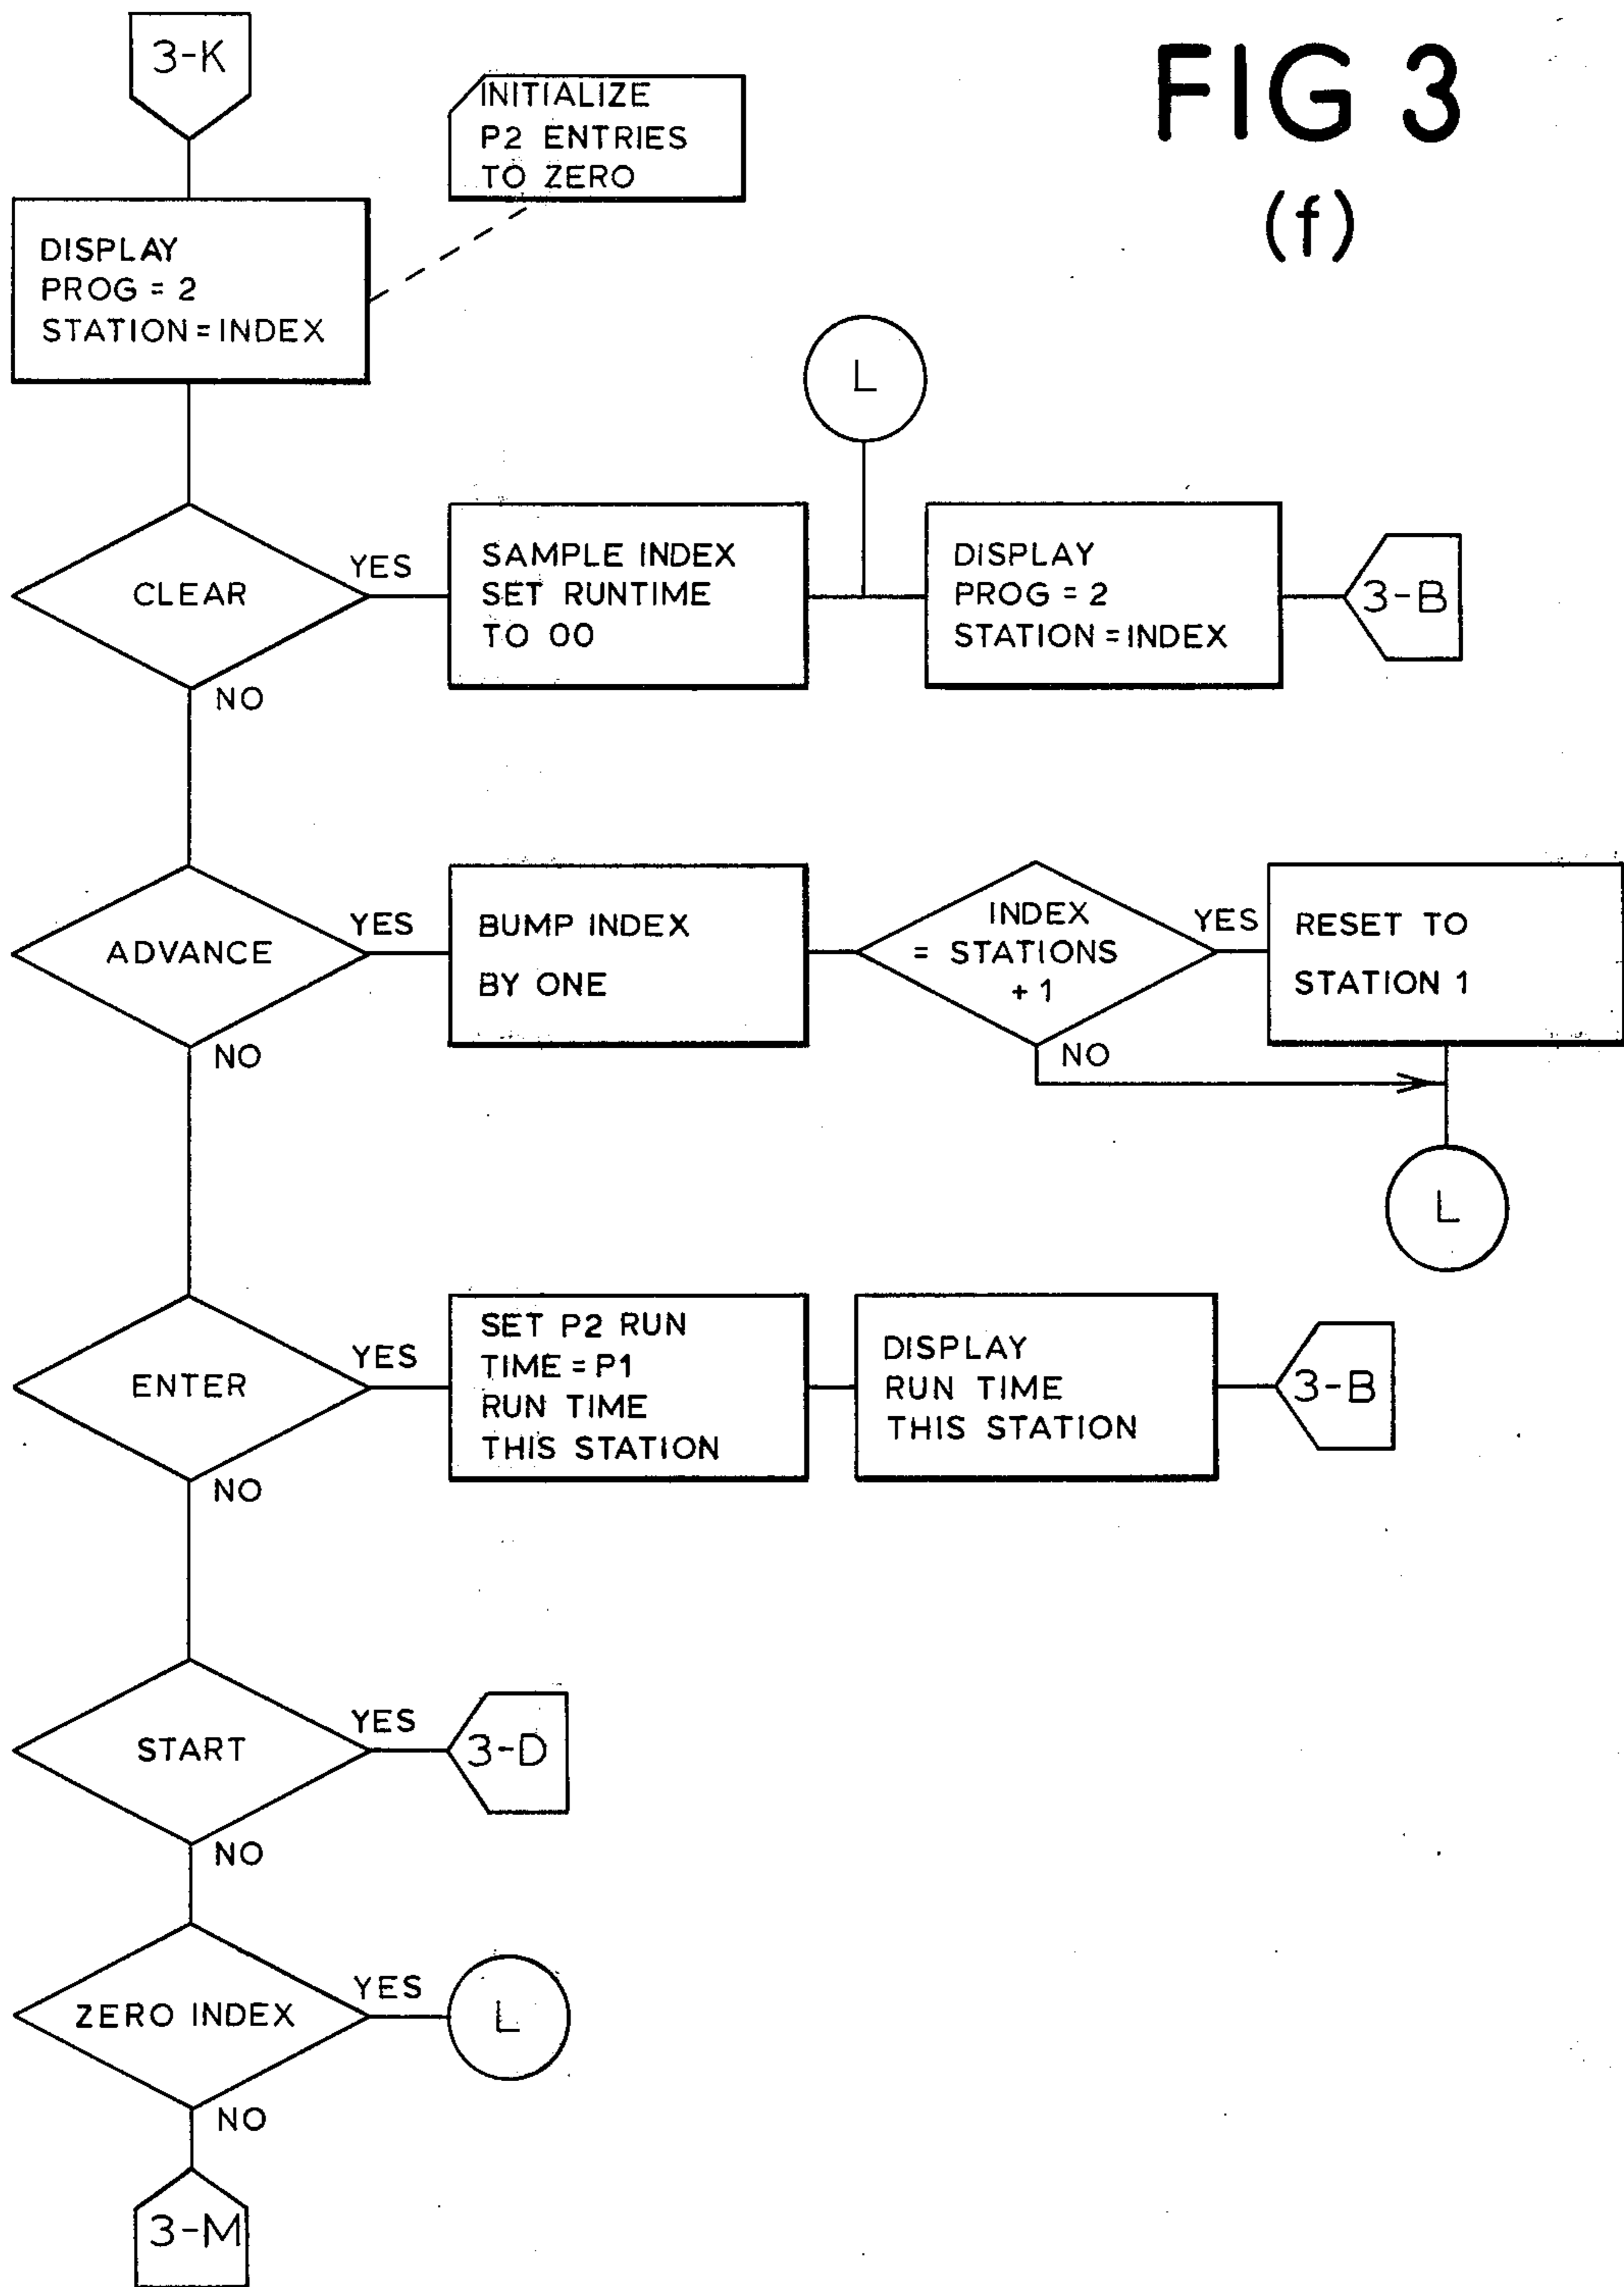 FIG 3
(f)
3-K
INITIALIZE
P2 ENTRIES
TO ZERO
DISPLAY
PROG = 2
STATION = INDEX
L
CLEAR
YES
NO
SAMPLE INDEX
SET RUNTIME
TO 00
DISPLAY
PROG = 2
STATION = INDEX
3-B
ADVANCE
YES
NO
BUMP INDEX
BY ONE
INDEX
= STATIONS
+ 1
YES
NO
RESET TO
STATION 1
L
ENTER
YES
NO
SET P2 RUN
TIME = P1
RUN TIME
THIS STATION
DISPLAY
RUN TIME
THIS STATION
3-B
START
YES
NO
3-D
ZERO INDEX
YES
NO
L
3-M